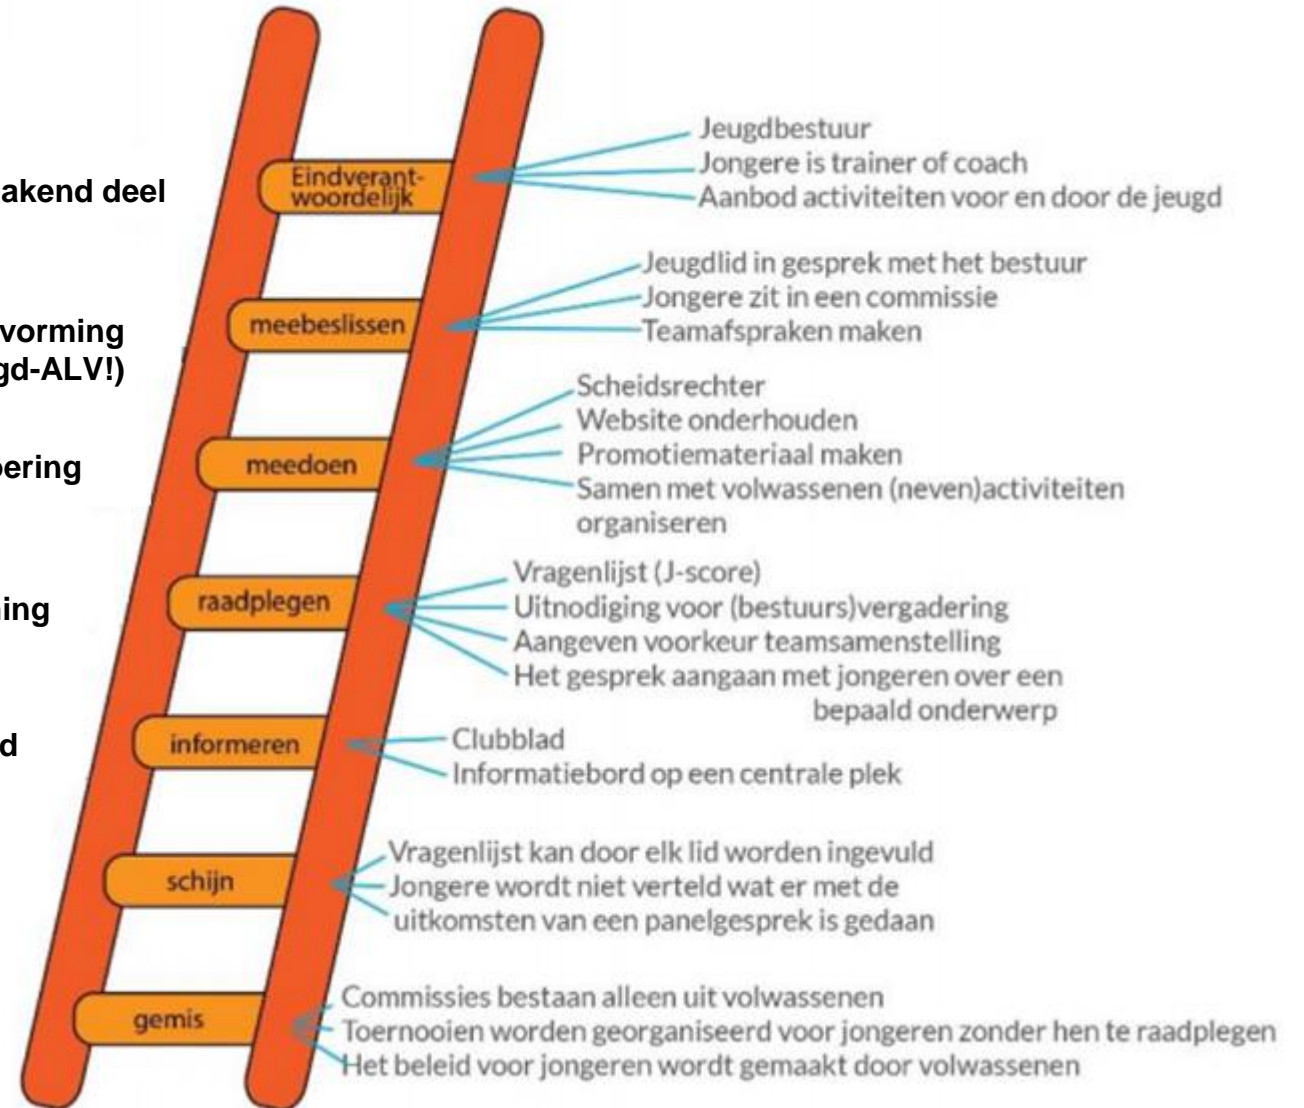 akend deel
Eindverant-
woordelijk
Jeugdbestuur
Jongere is trainer of coach
Aanbod activiteiten voor en door de jeugd
vorming
gd-ALV!)
meebeslissen
Jeugdlid in gesprek met het bestuur
Jongere zit in een commissie
Teamafspraken maken
ering
meedoen
Scheidsrechter
Website onderhouden
Promotiemateriaal maken
Samen met volwassenen (neven)activiteiten
organiseren
ning
raadplegen
Vragenlijst (J-score)
Uitnodiging voor (bestuurs)vergadering
Aangeven voorkeur teamsamenstelling
Het gesprek aangaan met jongeren over een
bepaald onderwerp
d
informeren
Clubblad
Informatiebord op een centrale plek
schijn
Vragenlijst kan door elk lid worden ingevuld
Jongere wordt niet verteld wat er met de
uitkomsten van een panelgesprek is gedaan
gemis
Commissies bestaan alleen uit volwassenen
Toernooien worden georganiseerd voor jongeren zonder hen te raadplegen
Het beleid voor jongeren wordt gemaakt door volwassenen